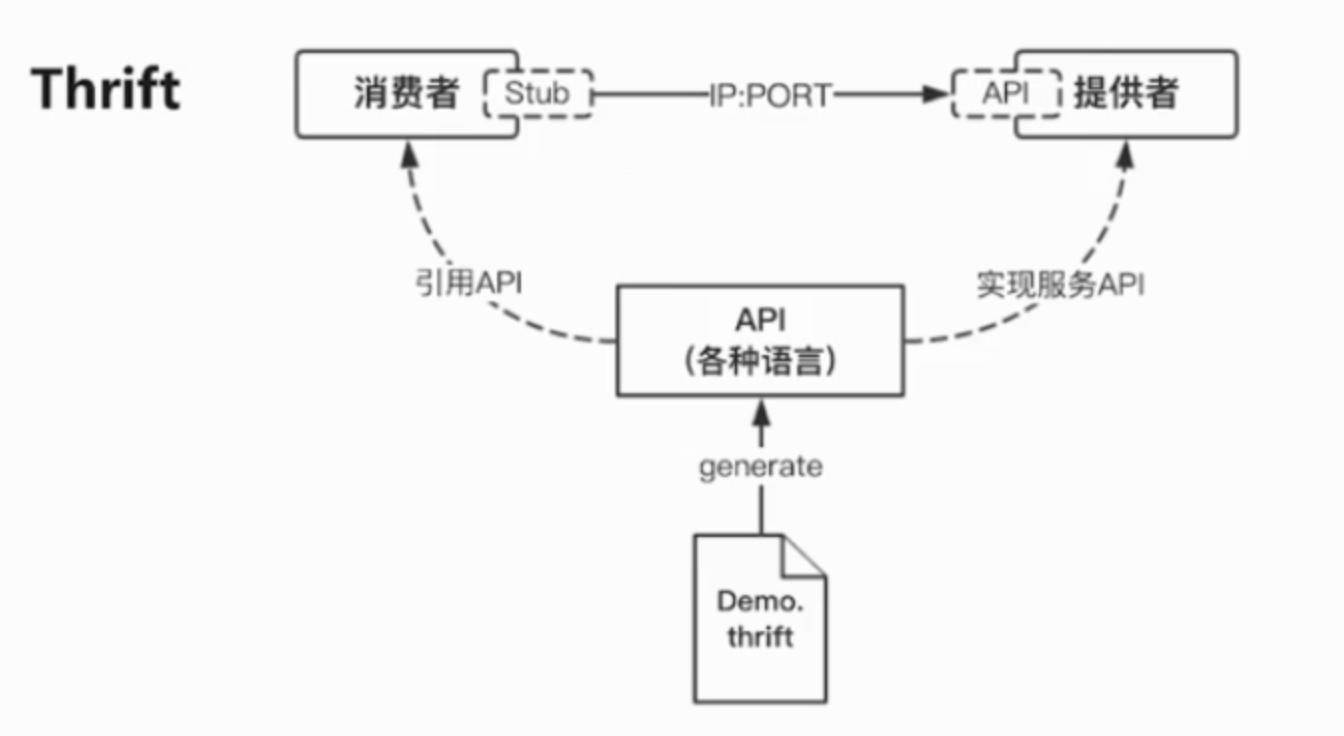 Thrift
消费者
Stub
IP:PORT
API
提供者
引用API
实现服务API
API
(各种语言)
generate
Demo.
thrift